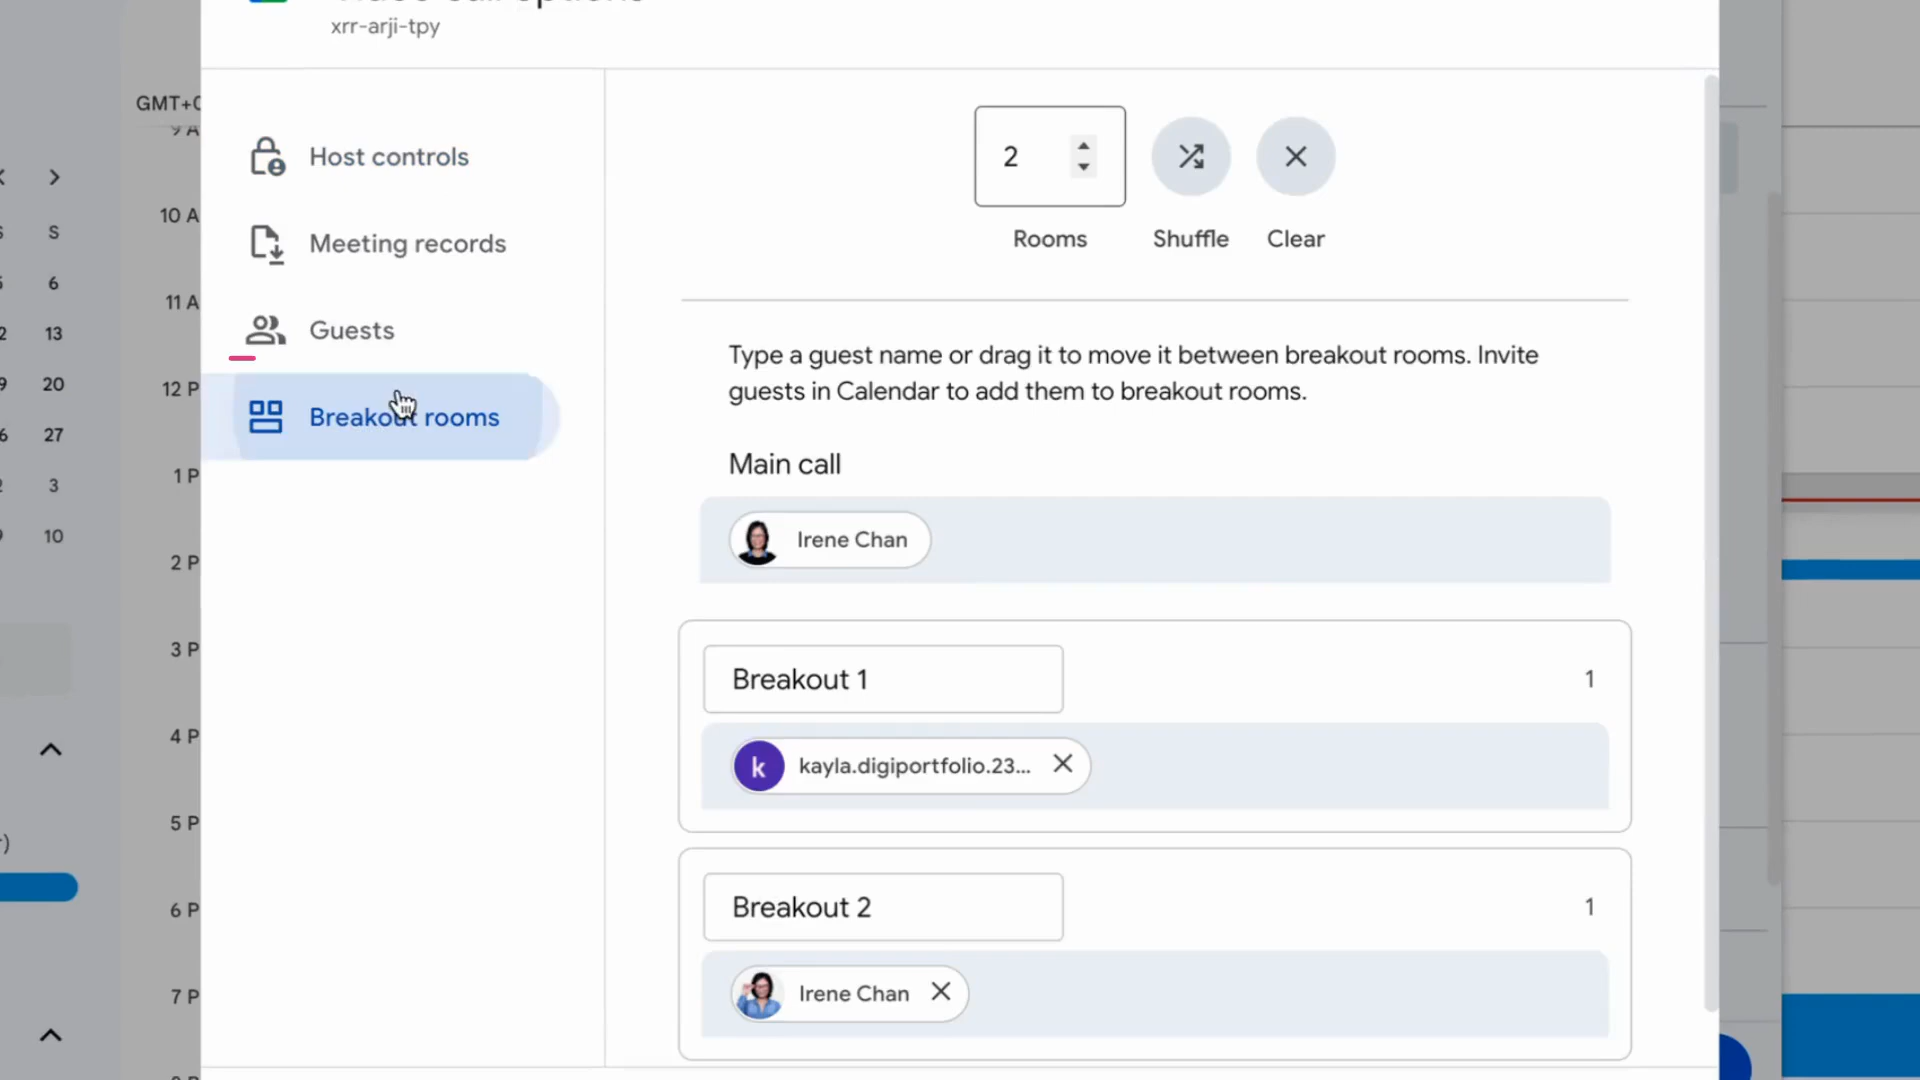 xrr-arji-tpy
GMT+0
Host controls
Meeting records
Guests
Breakout rooms
2
Rooms
Shuffle
Clear
Type a guest name or drag it to move it between breakout rooms. Invite
guests in Calendar to add them to breakout rooms.
Main call
Irene Chan
Breakout 1
1
kayla.digiportfolio.23...
Breakout 2
1
Irene Chan
S
6
13
20
27
3
10
9 A
10 A
11 A
12 P
1 P
2 P
3 P
4 P
5 P
6 P
7 P